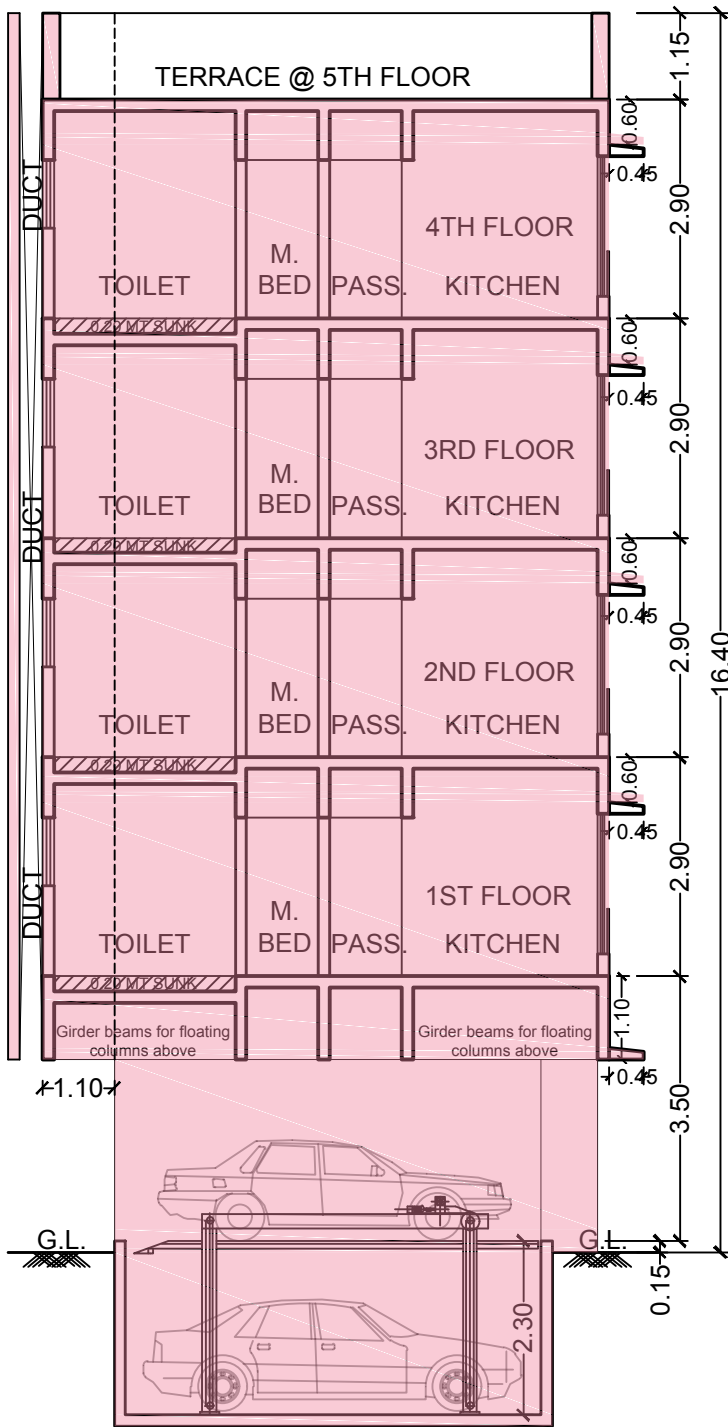 1.15
TERRACE @ 5TH FLOOR
0.60
0.45
DUCT
2.90
4TH FLOOR
M.
BED
TOILET
PASS.
KITCHEN
0.20 MT SUNK
0.60
0.45
2.90
3RD FLOOR
M.
BED
TOILET
PASS.
KITCHEN
DUCT
0.20 MT SUNK
0.60
0.45
2.90
16.40
2ND FLOOR
M.
BED
TOILET
PASS.
KITCHEN
0.20 MT SUNK
0.60
0.45
2.90
1ST FLOOR
DUCT
M.
BED
TOILET
PASS.
KITCHEN
0.20 MT SUNK
1.10
Girder beams for floating
columns above
Girder beams for floating
columns above
1.10
0.45
3.50
G.L.
G.L.
0.15
2.30